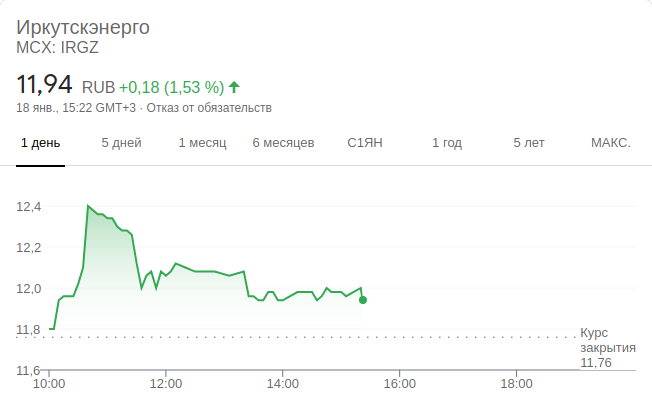 Иркутскэнерго
MCX: IRGZ
11,94 RUB +0,18 (1,53 %)
18 янв., 15:22 GMT+3 · Отказ от обязательств
1 день 5 дней 1 месяц 6 месяцев С1ЯН 1 год 5 лет МАКС.
12,4
12,2
12,0
11,8
Курс
закрытия
11,76
11,6
10:00 12:00 14:00 16:00 18:00